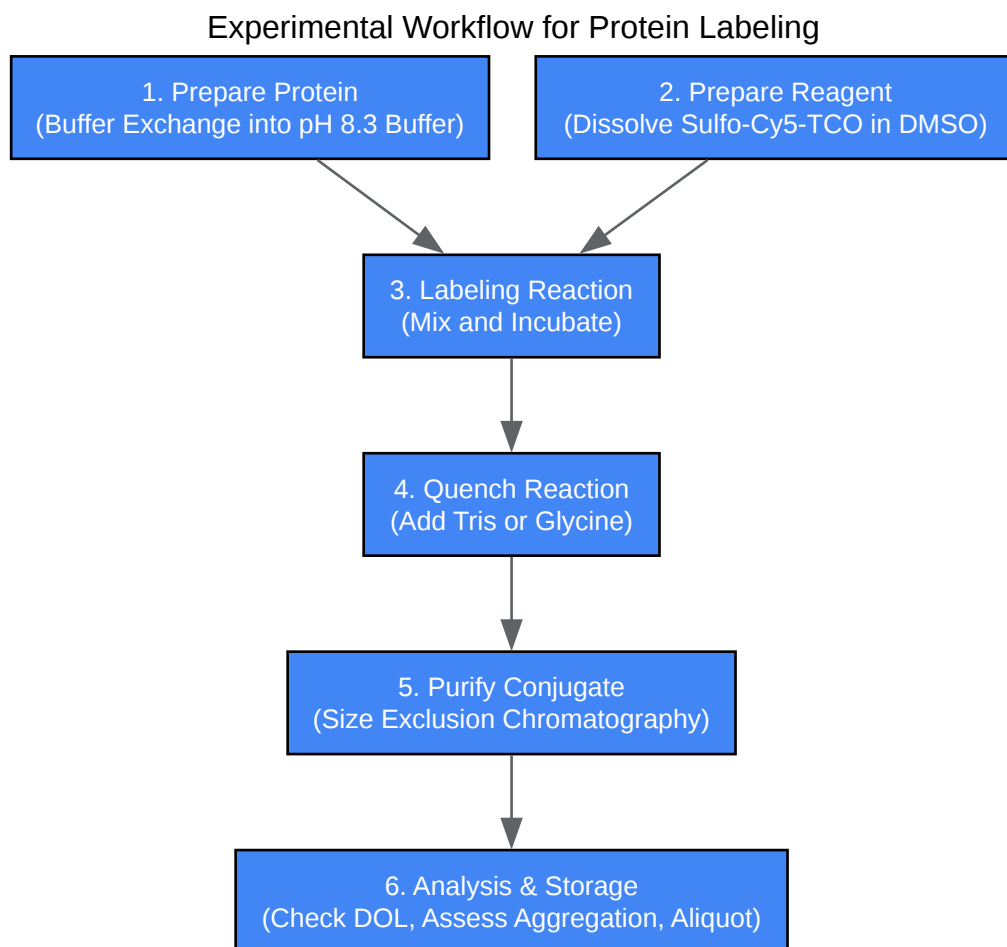 Experimental Workflow for Protein Labeling
1. Prepare Protein
(Buffer Exchange into pH 8.3 Buffer)
2. Prepare Reagent
(Dissolve Sulfo-Cy5-TCO in DMSO)
3. Labeling Reaction
(Mix and Incubate)
4. Quench Reaction
(Add Tris or Glycine)
5. Purify Conjugate
(Size Exclusion Chromatography)
6. Analysis & Storage
(Check DOL, Assess Aggregation, Aliquot)